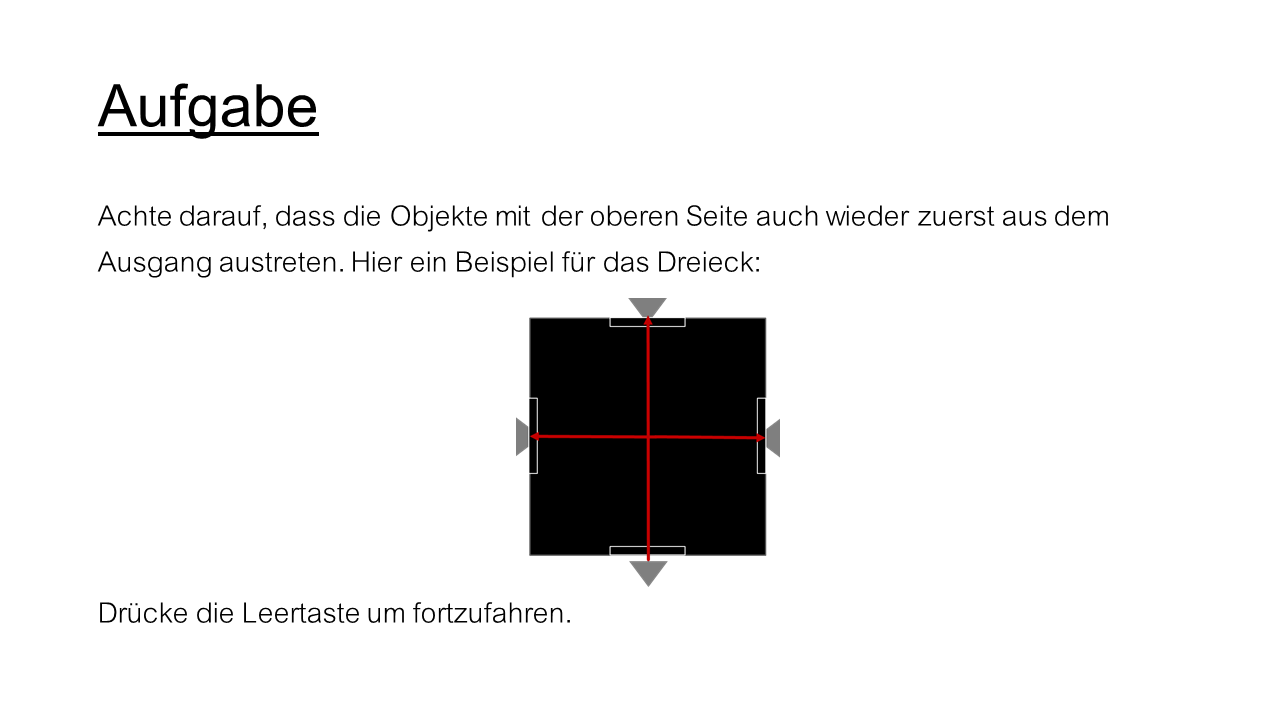 Aufgabe
Achte darauf, dass die Objekte mit der oberen Seite auch wieder zuerst aus dem
Ausgang austreten. Hier ein Beispiel für das Dreieck:
Drücke die Leertaste um fortzufahren.